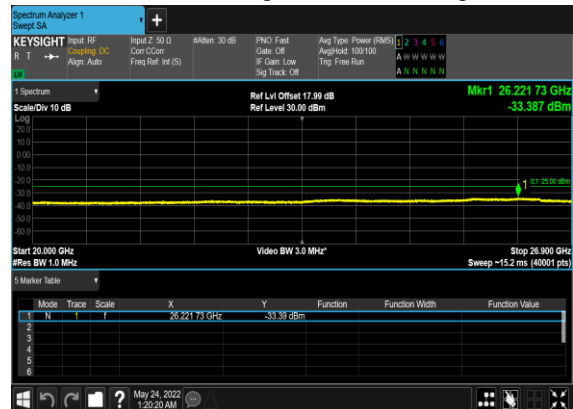 Spectrum Analyzer 1
Swept SA
+
KEYSIGHT Input: RF Input Z: 50 Ω #Atten: 30 dB PNO: Fast Avg Type: Power (RMS) 1 2 3 4 5 6
R T Coupling: DC Corr CCorr Gate: Off Avg|Hold: 100/100 A W W W W W
Align: Auto Freq Ref: Int (S) IF Gain: Low Trig: Free Run
LXI Sig Track: Off A N N N N N
1 Spectrum Ref Lvl Offset 17.99 dB Mkr1 26.221 73 GHz
Scale/Div 10 dB Ref Level 30.00 dBm -33.387 dBm
Log
20.0
10.0
0.00
-10.0
-20.0
1 DL1 -25.00 dBm
-30.0
-40.0
-50.0
-60.0
Start 20.000 GHz Video BW 3.0 MHz* Stop 26.900 GHz
#Res BW 1.0 MHz Sweep ~15.2 ms (40001 pts)
5 Marker Table
Mode Trace Scale X Y Function Function Width Function Value
1 N 1 f 26.221 73 GHz -33.39 dBm
2
3
4
5
6
? May 24, 2022
1:20:20 AM